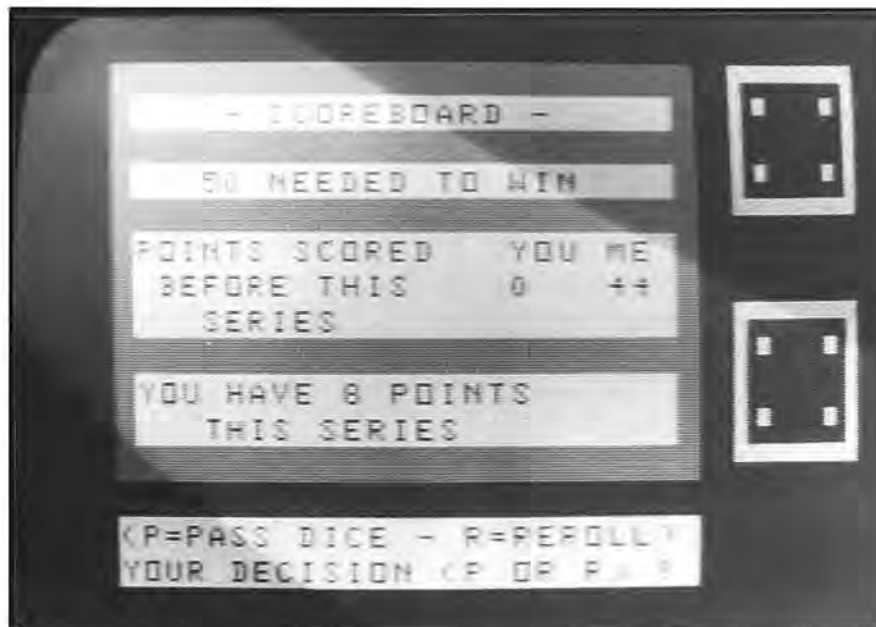 - SCOREBOARD -
50 NEEDED TO WIN
POINTS SCORED YOU ME
BEFORE THIS 0 44
SERIES
YOU HAVE 8 POINTS
THIS SERIES
(P=PASS DICE - R=REROLL)
YOUR DECISION (P OR R) ?